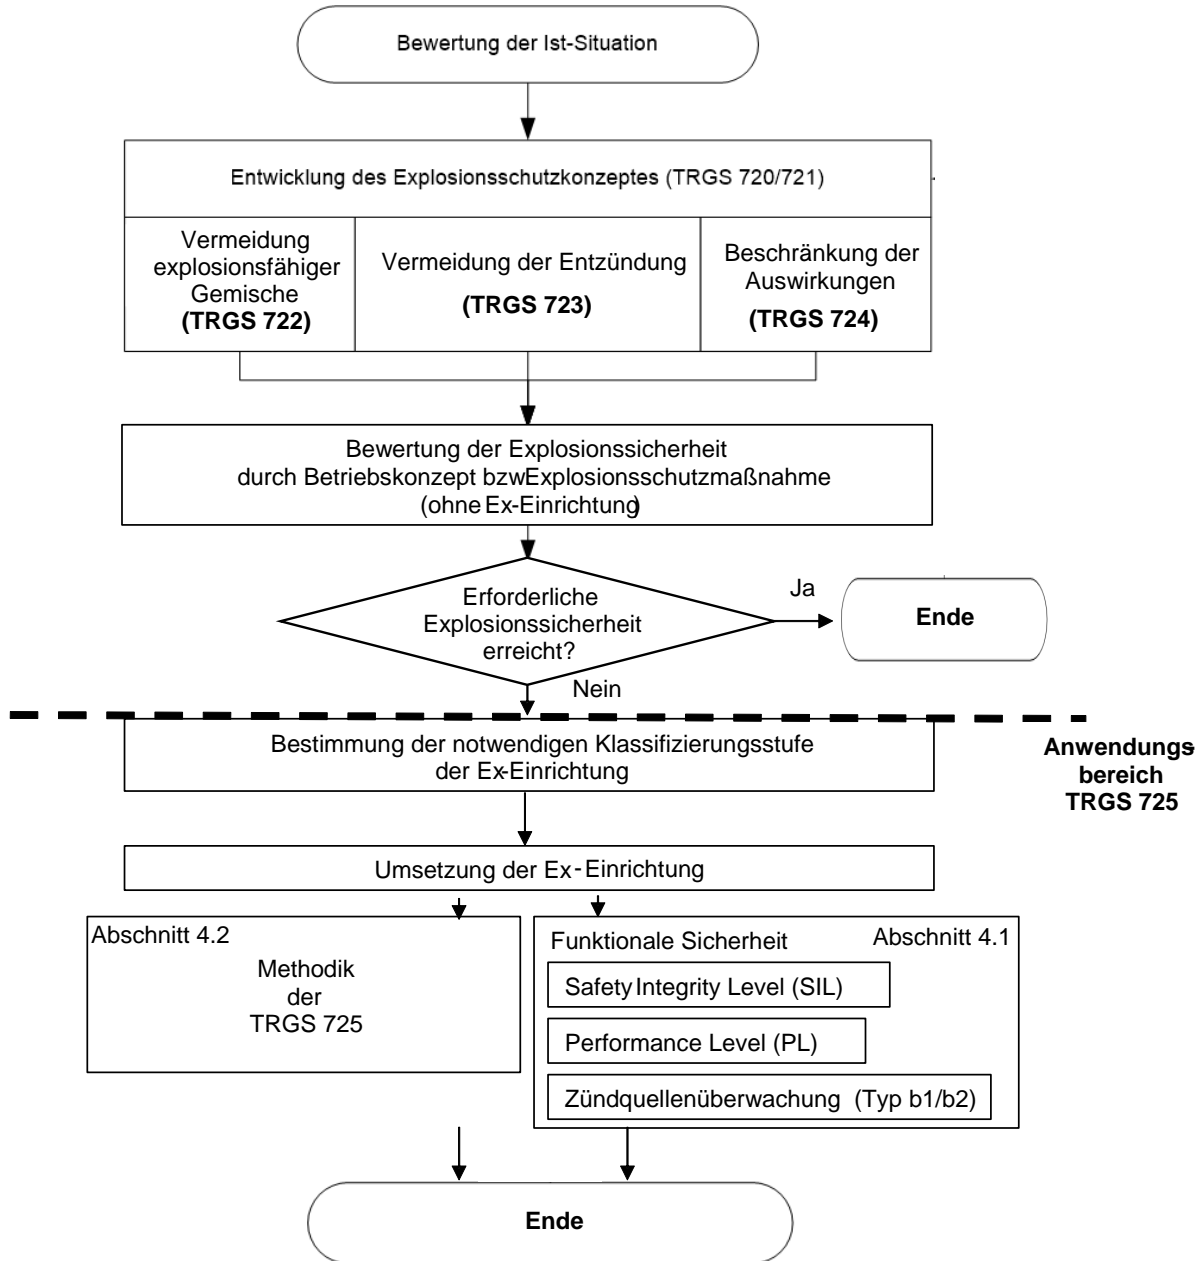 Bewertung der Ist-Situation
Entwicklung des Explosionsschutzkonzeptes (TRGS 720/721)
Vermeidung
explosionsfähiger
Gemische
(TRGS 722)
Vermeidung der Entzündung
(TRGS 723)
Beschränkung der
Auswirkungen
(TRGS 724)
Bewertung der Explosionssicherheit
durch Betriebskonzept bzwExplosionsschutzmaßnahme
(ohne Ex-Einrichtung)
Erforderliche
Explosionssicherheit
erreicht?
Ja
Ende
Nein
Bestimmung der notwendigen Klassifizierungsstufe
der Ex-Einrichtung
Anwendungs-
bereich
TRGS 725
Umsetzung der Ex-Einrichtung
Abschnitt 4.2
Methodik
der
TRGS 725
Funktionale Sicherheit
Abschnitt 4.1
Safety Integrity Level (SIL)
Performance Level (PL)
Zündquellenüberwachung (Typ b1/b2)
Ende